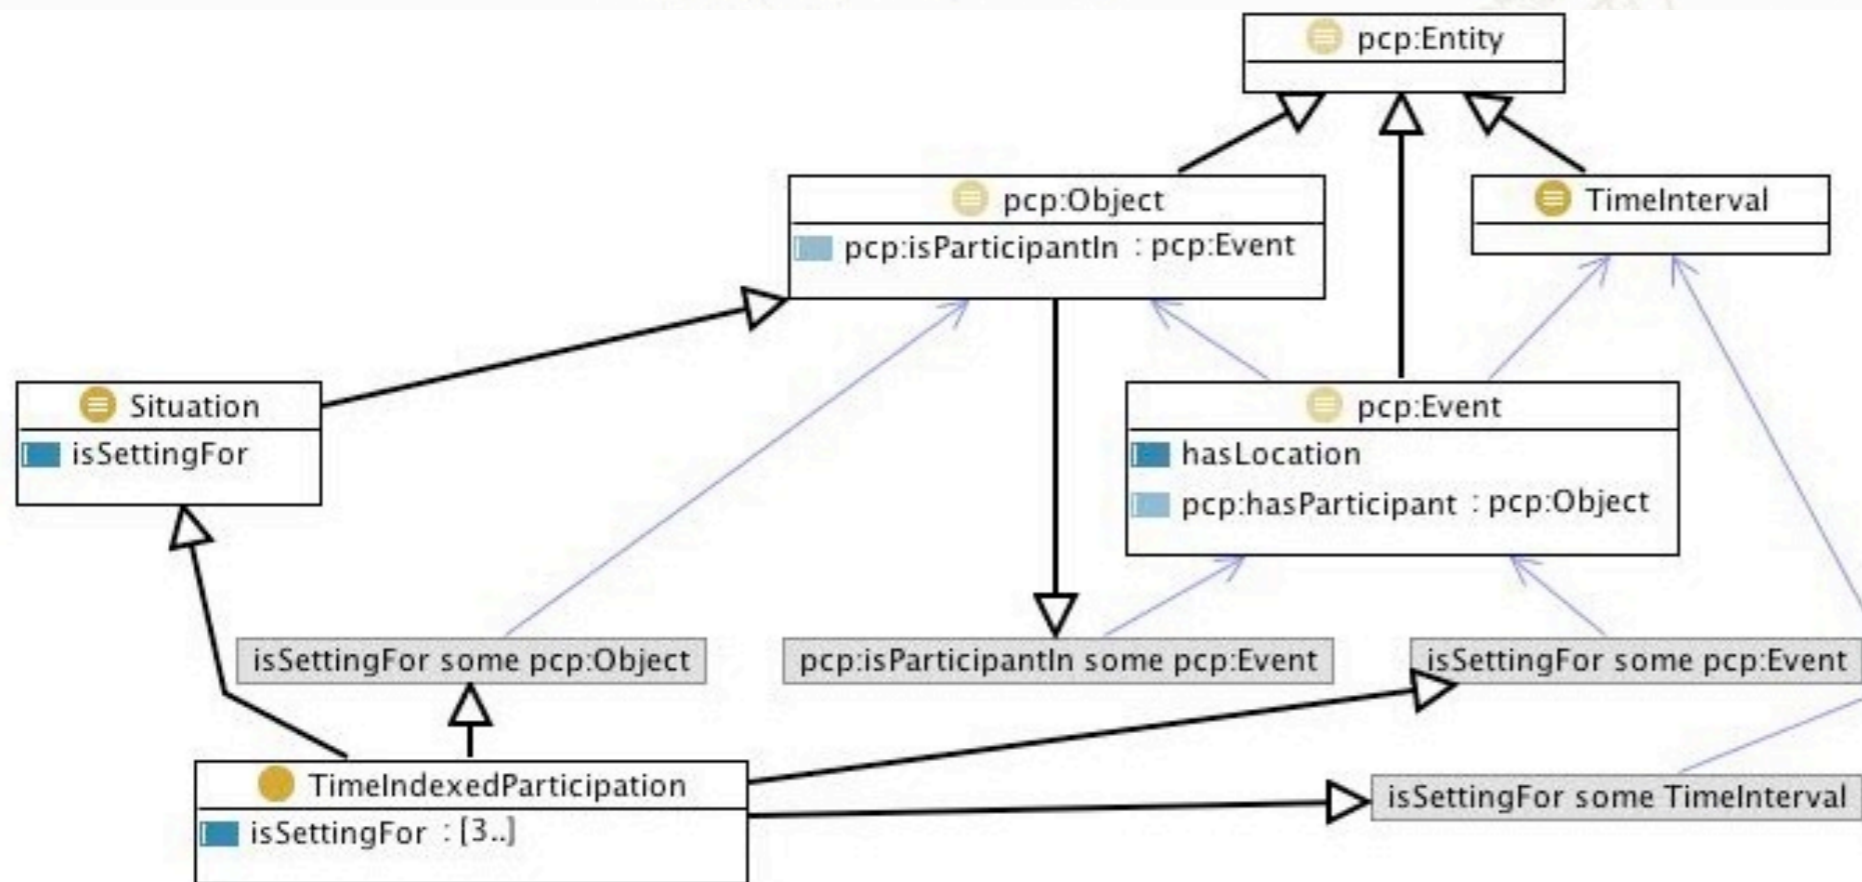 pcp:Entity
pcp:Object
pcp:isParticipantIn : pcp:Event
TimeInterval
Situation
isSettingFor
pcp:Event
hasLocation
pcp:hasParticipant : pcp:Object
isSettingFor some pcp:Object
pcp:isParticipantIn some pcp:Event
isSettingFor some pcp:Event
TimeIndexedParticipation
isSettingFor : [3..]
isSettingFor some TimeInterval